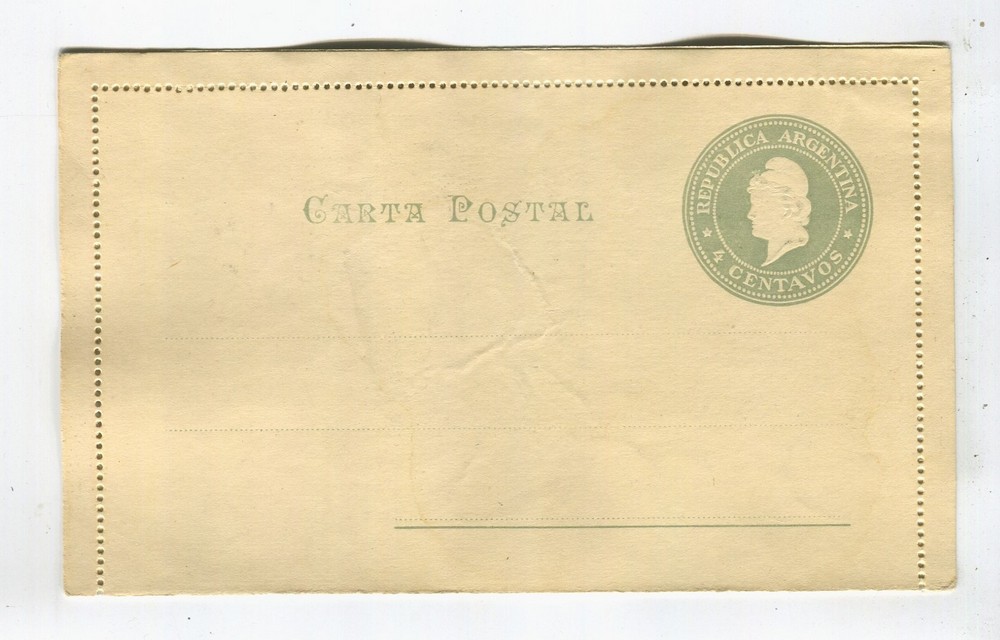 CARTA POSTAL
REPUBLICA ARGENTINA
4 CENTAVOS